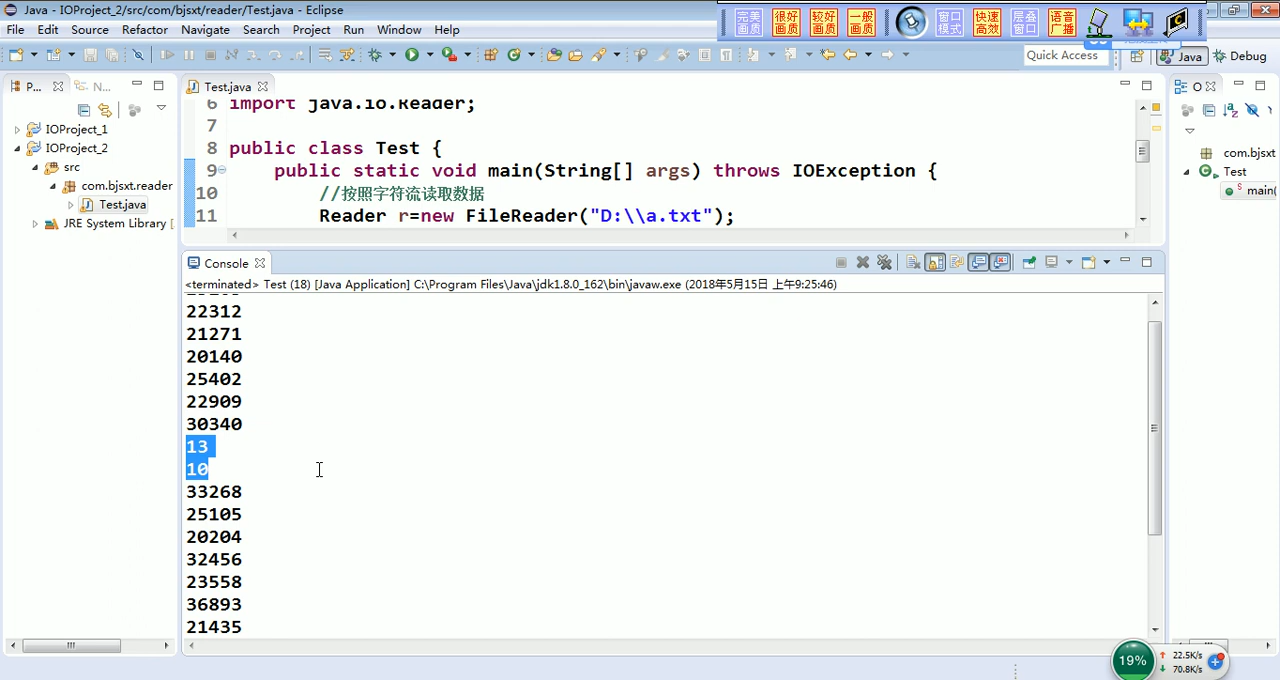 Java - IOProject_2/src/com/bjsxt/reader/Test.java - Eclipse
完美画质 很好画质 较好画质 一般画质 窗口模式 快速高效 层叠窗口 语音广播
File Edit Source Refactor Navigate Search Project Run Window Help
Quick Access Java Debug
P... N...
Test.java
O
IOProject_1
IOProject_2
src
com.bjsxt.reader
Test.java
JRE System Library [
6 import java.io.Reader;
7
8 public class Test {
9 public static void main(String[] args) throws IOException {
10 //按照字符流读取数据
11 Reader r=new FileReader("D:\\a.txt");
com.bjsxt
Test
main(
Console
<terminated> Test (18) [Java Application] C:\Program Files\Java\jdk1.8.0_162\bin\javaw.exe (2018年5月15日 上午9:25:46)
22312
21271
20140
25402
22909
30340
13
10
33268
25105
20204
32456
23558
36893
21435
19%
22.5K/s
70.8K/s